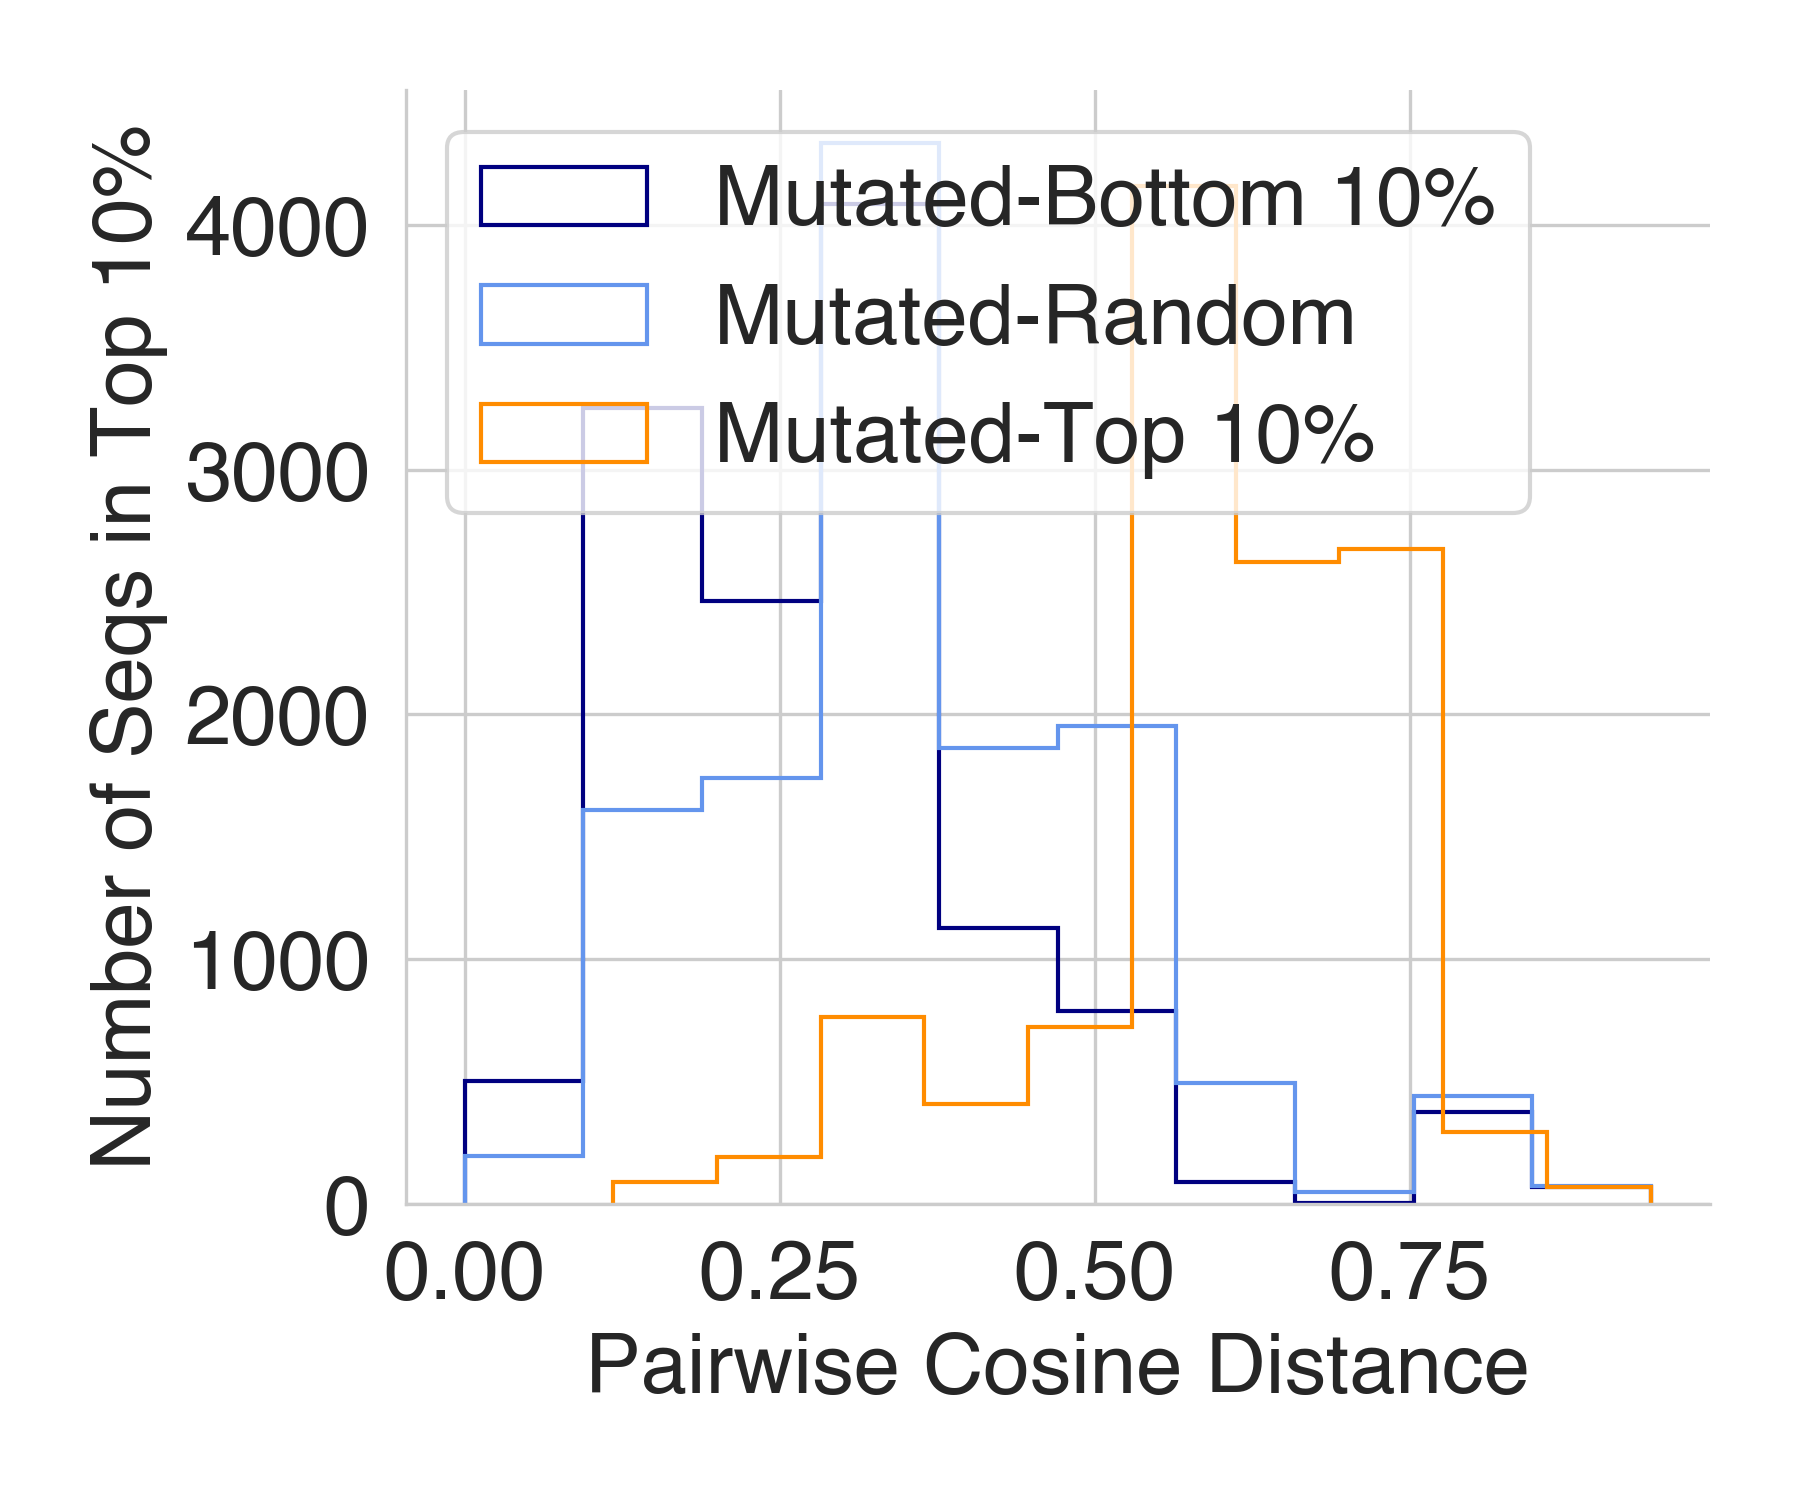 Number of Seqs in Top 10%
4000
3000
2000
1000
0
Mutated-Bottom 10%
Mutated-Random
Mutated-Top 10%
0.00 0.25 0.50 0.75
Pairwise Cosine Distance